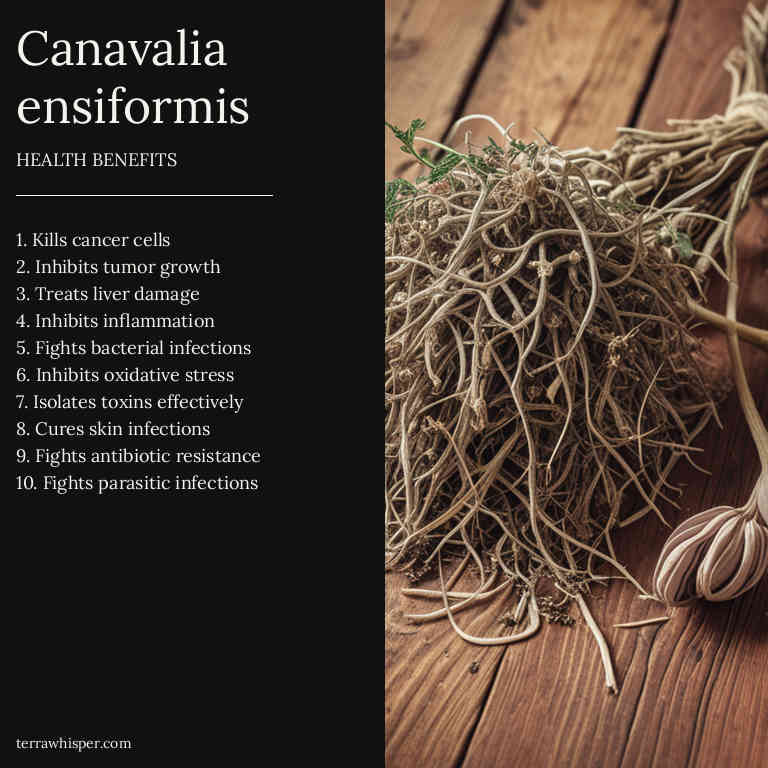 Canavalia
ensiformis
HEALTH BENEFITS
1. Kills cancer cells
2. Inhibits tumor growth
3. Treats liver damage
4. Inhibits inflammation
5. Fights bacterial infections
6. Inhibits oxidative stress
7. Isolates toxins effectively
8. Cures skin infections
9. Fights antibiotic resistance
10. Fights parasitic infections
terrawhisper.com